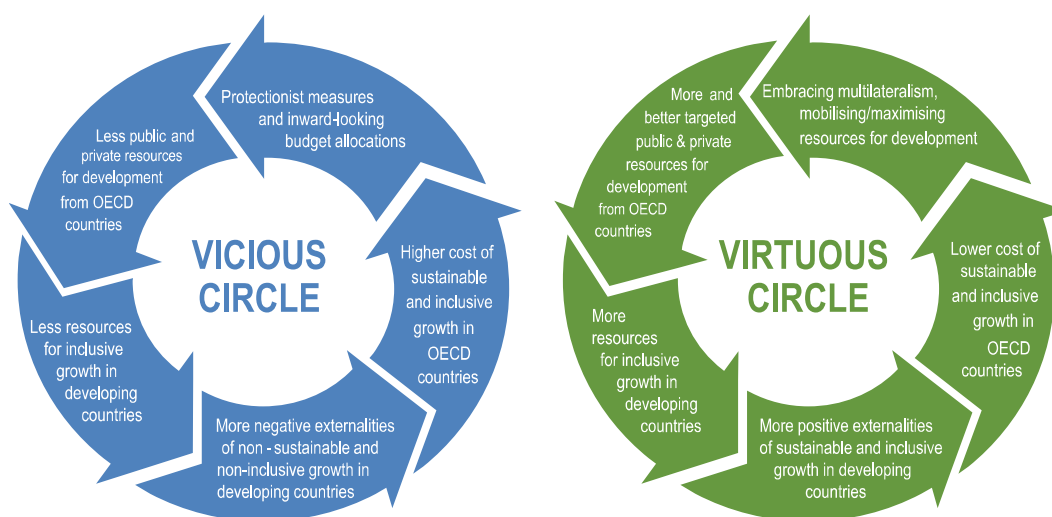 Protectionist measures
and inward-looking
budget allocations
Less public and
private resources
for development
from OECD
countries
Less resources
for inclusive
growth in
developing
countries
More negative externalities
of non - sustainable and
non-inclusive growth in
developing countries
Higher cost of
sustainable
and inclusive
growth in
OECD
countries
VICIOUS
CIRCLE
Embracing multilateralism,
mobilising/maximising
resources for development
More and
better targeted
public & private
resources for
development
from OECD
countries
More
resources
for inclusive
growth in
developing
countries
More positive externalities
of sustainable and inclusive
growth in developing
countries
Lower cost of
sustainable
and inclusive
growth in
OECD
countries
VIRTUOUS
CIRCLE